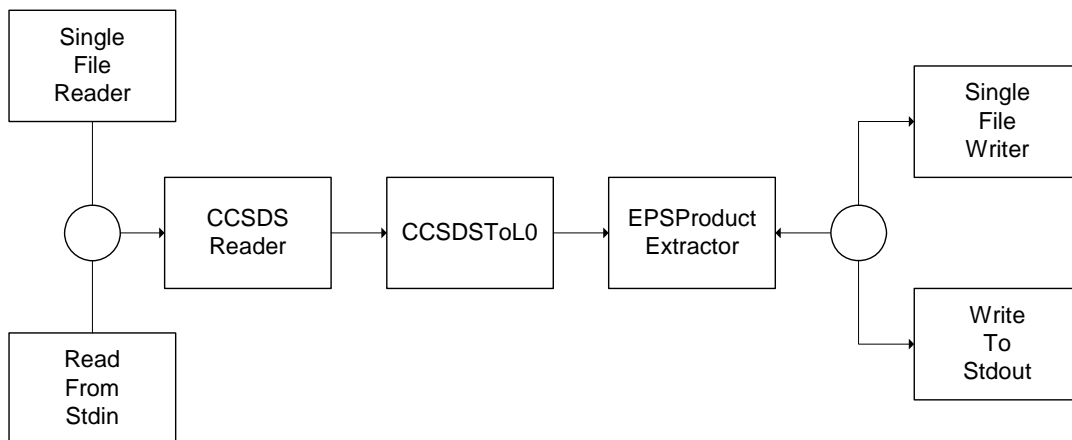 Single
File
Reader
Single
File
Writer
CCSDS
Reader
CCSDSToL0
EPSProduct
Extractor
Read
From
Stdin
Write
To
Stdout